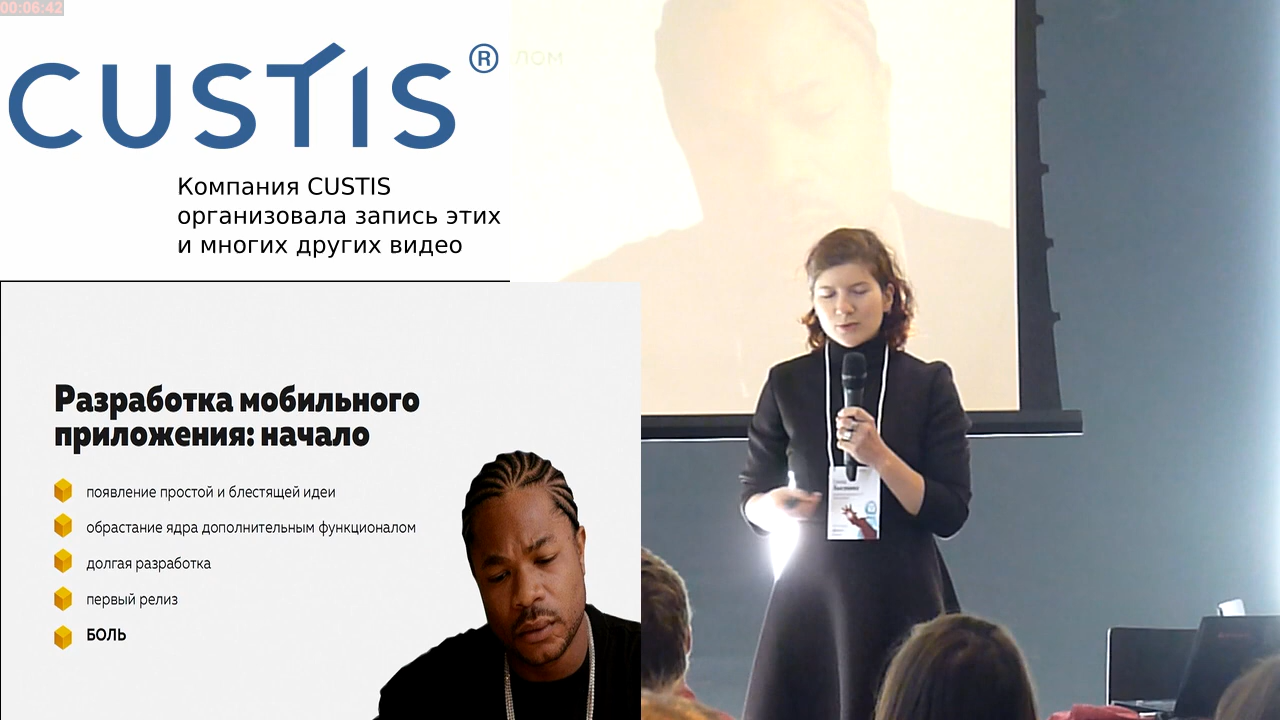 00:06:42
CUSTIS®
Компания CUSTIS
организовала запись этих
и многих других видео
лом
Разработка мобильного
приложения: начало
появление простой и блестящей идеи
обрастание ядра дополнительным функционалом
долгая разработка
первый релиз
БОЛЬ